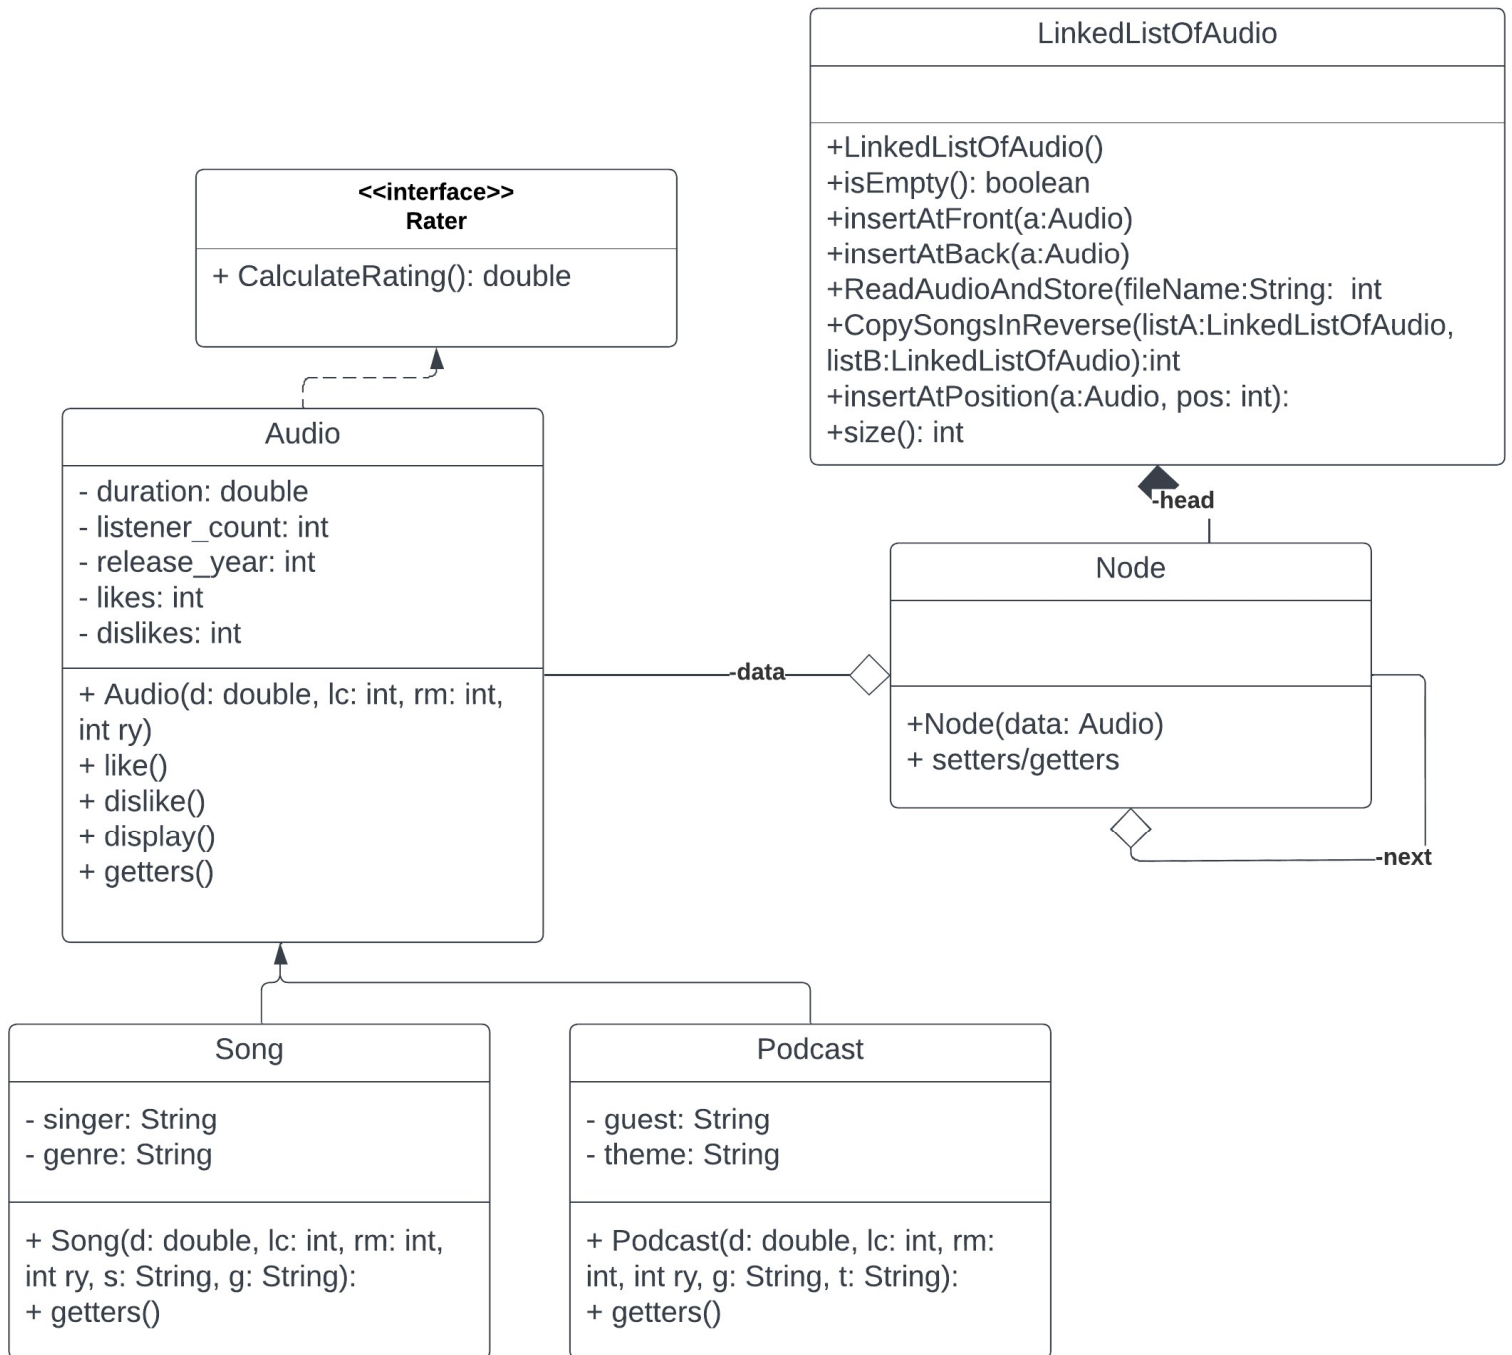 LinkedListOfAudio
+LinkedListOfAudio()
+isEmpty(): boolean
+insertAtFront(a:Audio)
+insertAtBack(a:Audio)
+ReadAudioAndStore(fileName:String:  int
+CopySongsInReverse(listA:LinkedListOfAudio,
listB:LinkedListOfAudio):int
+insertAtPosition(a:Audio, pos: int):
+size(): int
<<interface>>
Rater
+ CalculateRating(): double
Audio
- duration: double
- listener_count: int
- release_year: int
- likes: int
- dislikes: int
+ Audio(d: double, lc: int, rm: int,
int ry)
+ like()
+ dislike()
+ display()
+ getters()
-head
Node
+Node(data: Audio)
+ setters/getters
-data
-next
Song
- singer: String
- genre: String
+ Song(d: double, lc: int, rm: int,
int ry, s: String, g: String):
+ getters()
Podcast
- guest: String
- theme: String
+ Podcast(d: double, lc: int, rm:
int, int ry, g: String, t: String):
+ getters()